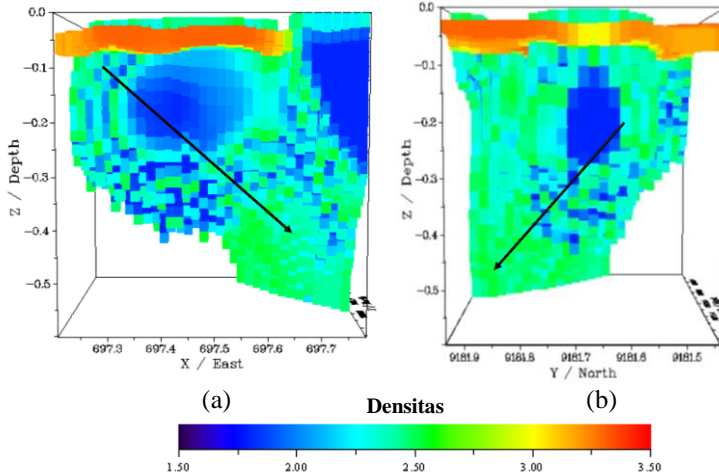 0.0
-0.1
-0.2
-0.3
-0.4
-0.5
Z / Depth
697.3 697.4 697.5 697.6 697.7
X / East
(a)
0.0
-0.1
-0.2
-0.3
-0.4
-0.5
Z / Depth
9181.9 9181.8 9181.7 9181.6 9181.5
Y / North
(b)
Densitas
1.50 2.00 2.50 3.00 3.50